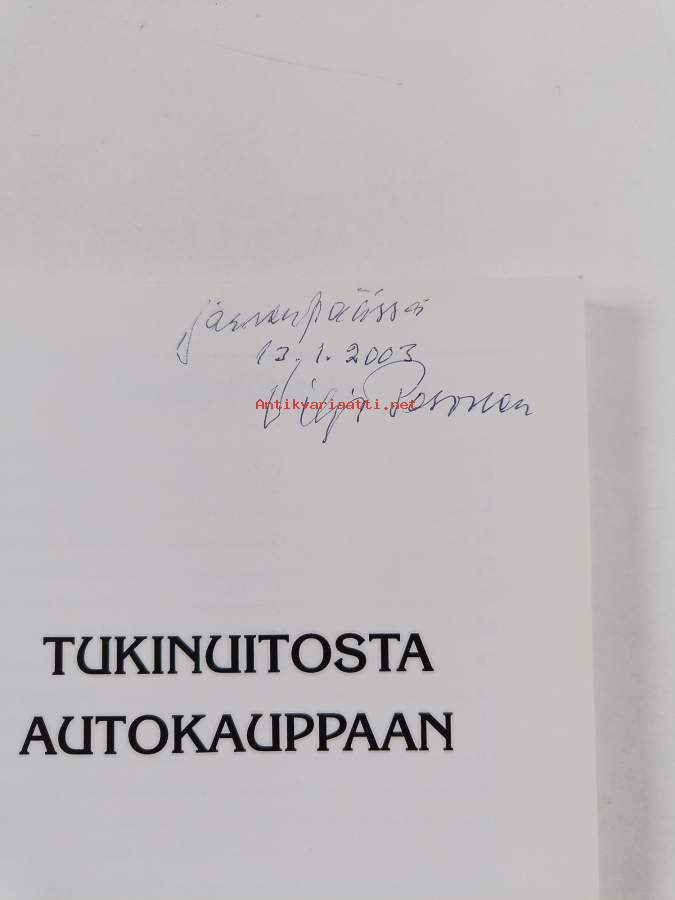 Järvenpäässä
13.1.2003
Antikvariaatti.net
TUKINUITOSTA
AUTOKAUPPAAN